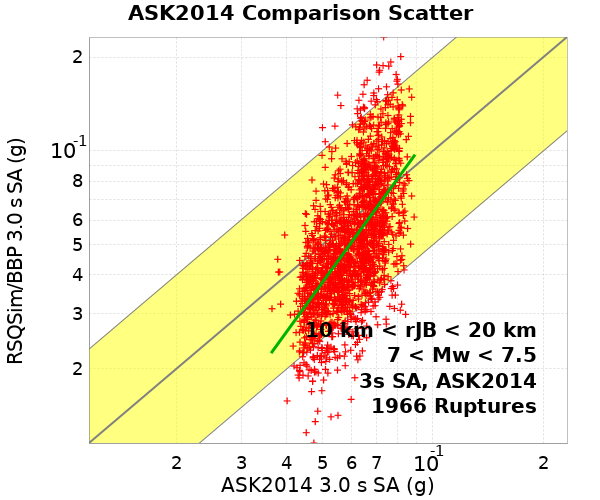 ASK2014 Comparison Scatter
RSQSim/BBP 3.0 s SA (g)
2
10-1
8
6
5
4
3
2
10 km < rJB < 20 km
7 < Mw < 7.5
3s SA, ASK2014
1966 Ruptures
2 3 4 5 6 7 10-1 2
ASK2014 3.0 s SA (g)